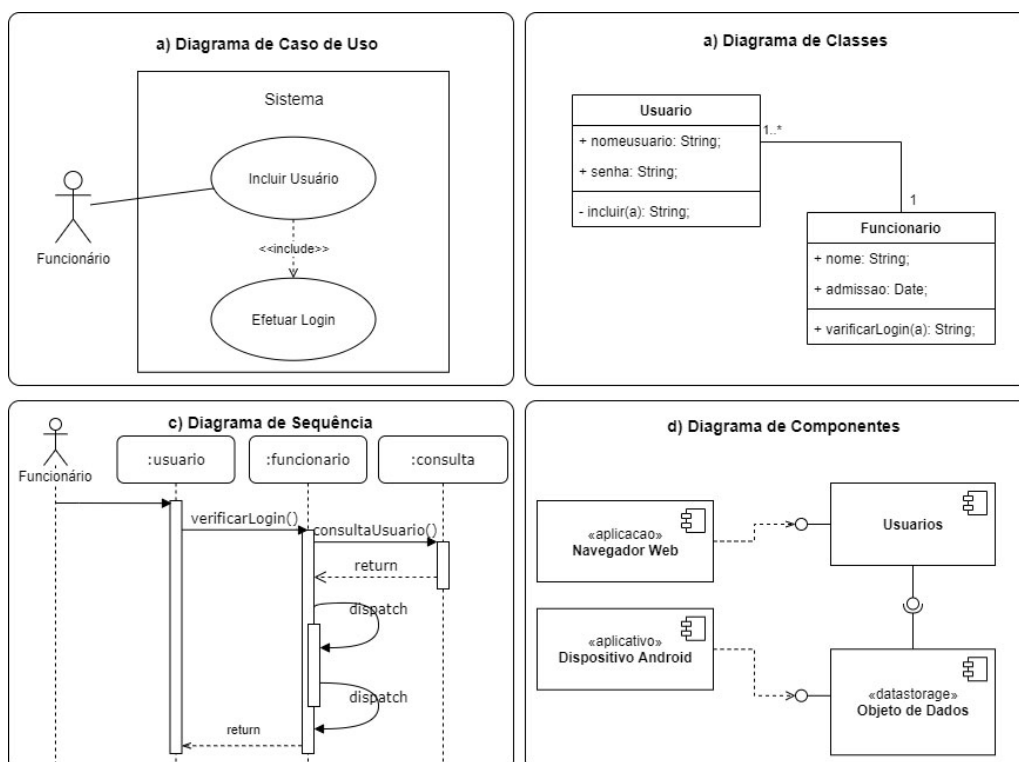 a) Diagrama de Caso de Uso
Sistema
Incluir Usuário
Funcionário
<<include>>
Efetuar Login
a) Diagrama de Classes
Usuario
+ nomeusuario: String;
+ senha: String;
- incluir(a): String;
1..*
1
Funcionario
+ nome: String;
+ admissao: Date;
+ varificarLogin(a): String;
c) Diagrama de Sequência
Funcionário
:usuario
:funcionario
:consulta
verificarLogin()
consultaUsuario()
return
dispatch
dispatch
return
d) Diagrama de Componentes
«aplicacao»
Navegador Web
Usuarios
«aplicativo»
Dispositivo Android
«datastorage»
Objeto de Dados